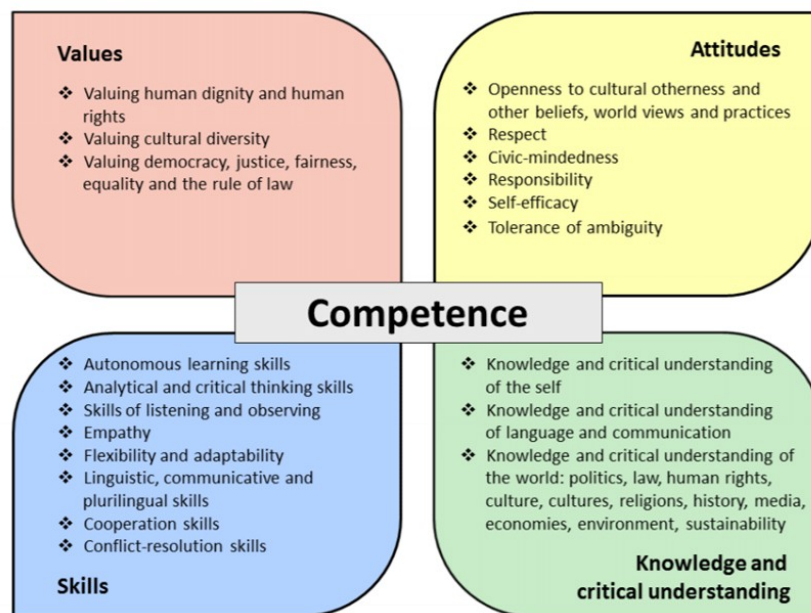 Values
❖ Valuing human dignity and human
rights
❖ Valuing cultural diversity
❖ Valuing democracy, justice, fairness,
equality and the rule of law
Attitudes
❖ Openness to cultural otherness and
other beliefs, world views and practices
❖ Respect
❖ Civic-mindedness
❖ Responsibility
❖ Self-efficacy
❖ Tolerance of ambiguity
Competence
❖ Autonomous learning skills
❖ Analytical and critical thinking skills
❖ Skills of listening and observing
❖ Empathy
❖ Flexibility and adaptability
❖ Linguistic, communicative and
plurilingual skills
❖ Cooperation skills
❖ Conflict-resolution skills
Skills
❖ Knowledge and critical understanding
of the self
❖ Knowledge and critical understanding
of language and communication
❖ Knowledge and critical understanding of
the world: politics, law, human rights,
culture, cultures, religions, history, media,
economies, environment, sustainability
Knowledge and
critical understanding